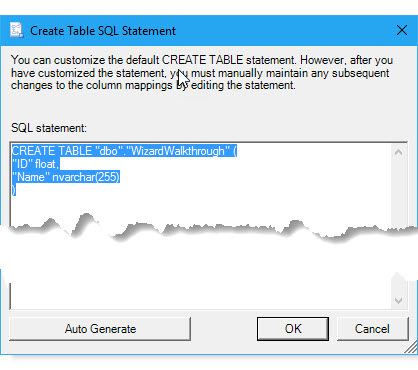 Create Table SQL Statement
You can customize the default CREATE TABLE statement. However, after you
have customized the statement, you must manually maintain any subsequent
changes to the column mappings by editing the statement.
SQL statement:
CREATE TABLE "dbo"."WizardWalkthrough" (
"ID" float,
"Name" nvarchar(255)
)
Auto Generate
OK
Cancel